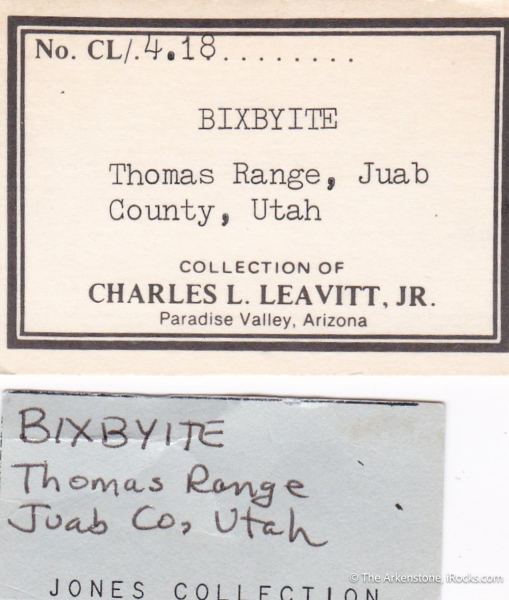 No. CL/.4.18........
BIXBYITE
Thomas Range, Juab
County, Utah
COLLECTION OF
CHARLES L. LEAVITT, JR.
Paradise Valley, Arizona
BIXBYITE
Thomas Range
Juab Co, Utah
JONES COLLECTION
© The Arkenstone, iRocks.com